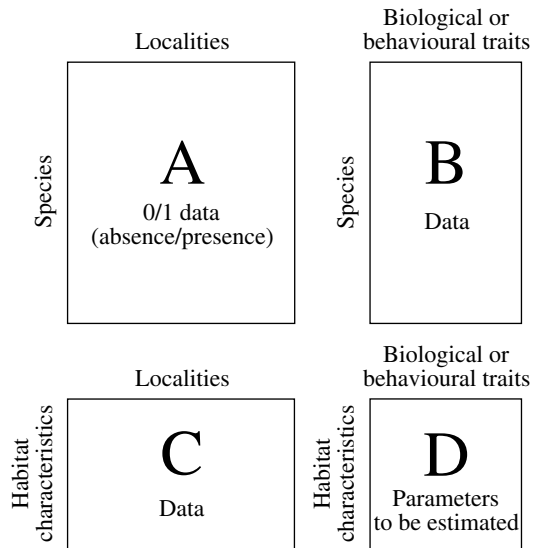 Localities
Biological or
behavioural traits
Species
A
0/1 data
(absence/presence)
Species
B
Data
Localities
Biological or
behavioural traits
Habitat
characteristics
C
Data
Habitat
characteristics
D
Parameters
to be estimated